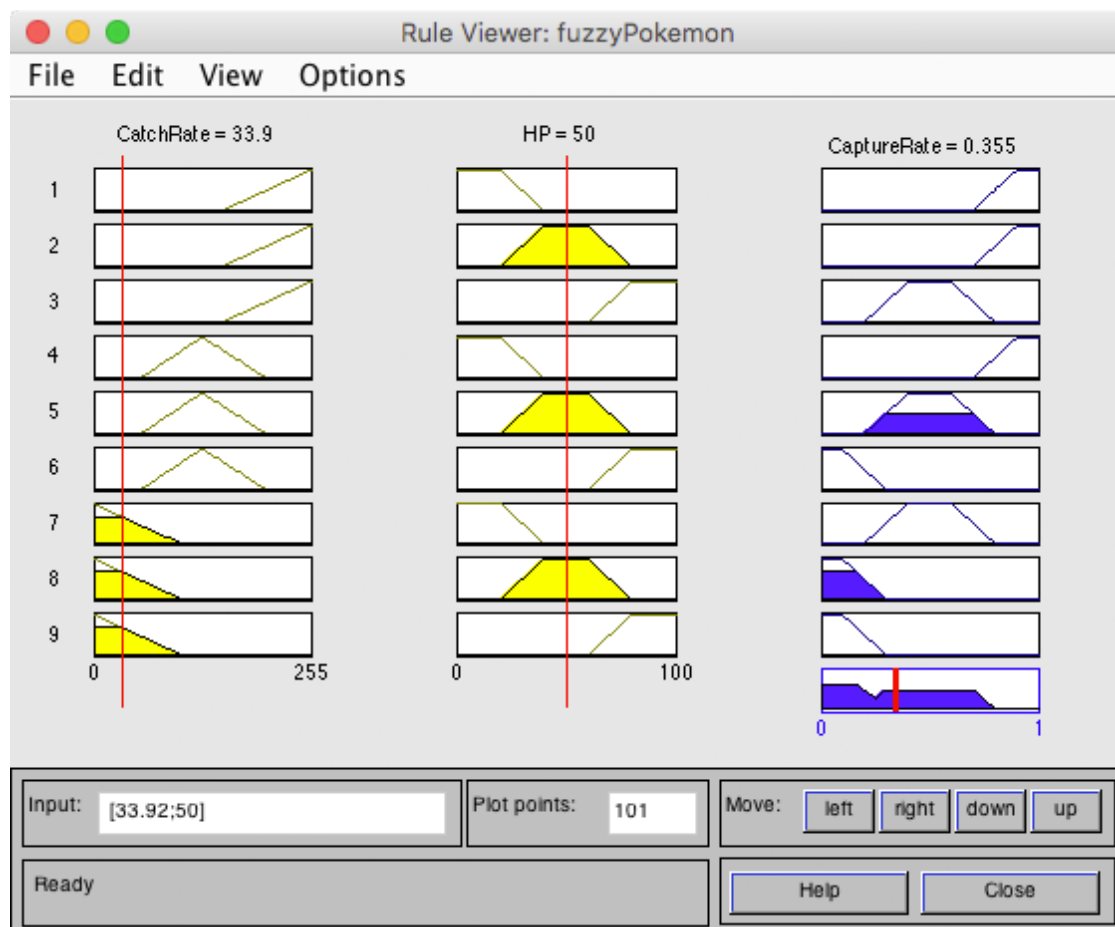 Rule Viewer: fuzzyPokemon
File Edit View Options
CatchRate = 33.9 HP = 50 CaptureRate = 0.355
1
2
3
4
5
6
7
8
9
0 255 0 100
0 1
Input: [33.92;50] Plot points: 101 Move: left right down up
Ready Help Close